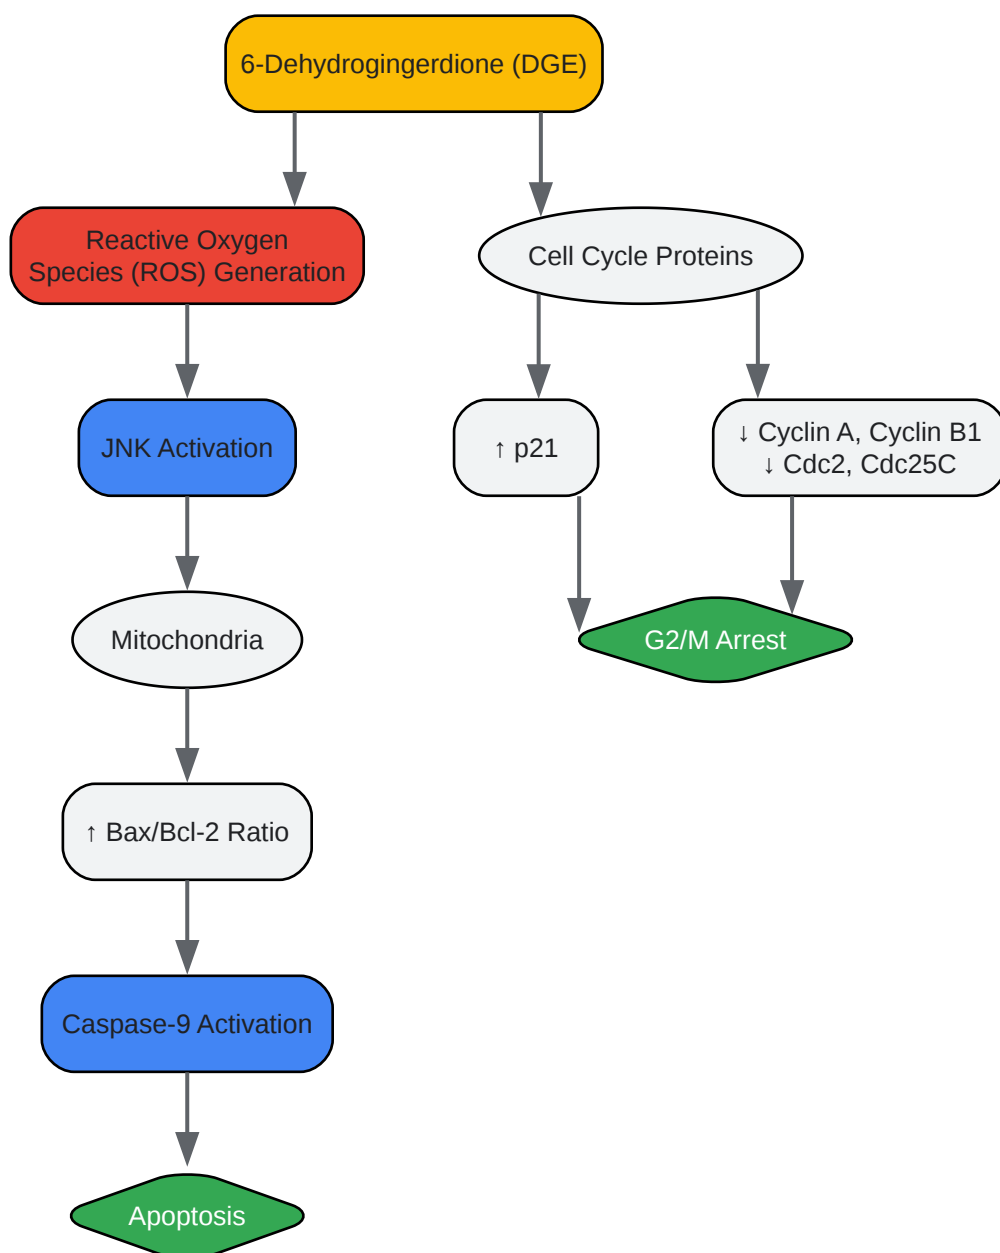 6-Dehydrogingerdione (DGE)
Reactive Oxygen
Species (ROS) Generation
Cell Cycle Proteins
JNK Activation
↑ p21
↓ Cyclin A, Cyclin B1
↓ Cdc2, Cdc25C
Mitochondria
G2/M Arrest
↑ Bax/Bcl-2 Ratio
Caspase-9 Activation
Apoptosis